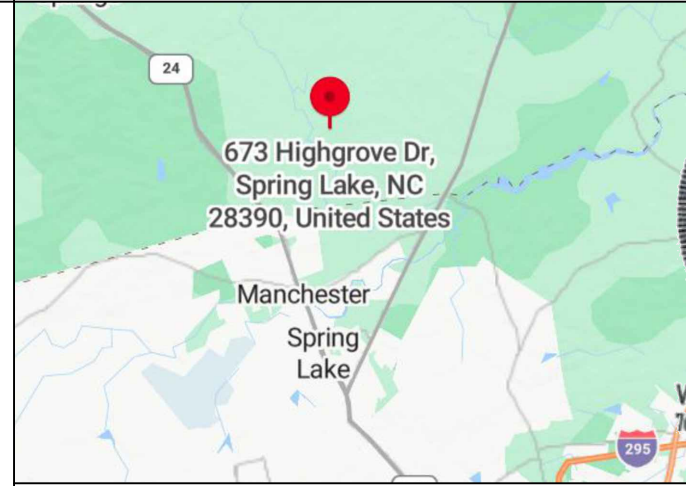 24
673 Highgrove Dr,
Spring Lake, NC
28390, United States
Manchester
Spring
Lake
295